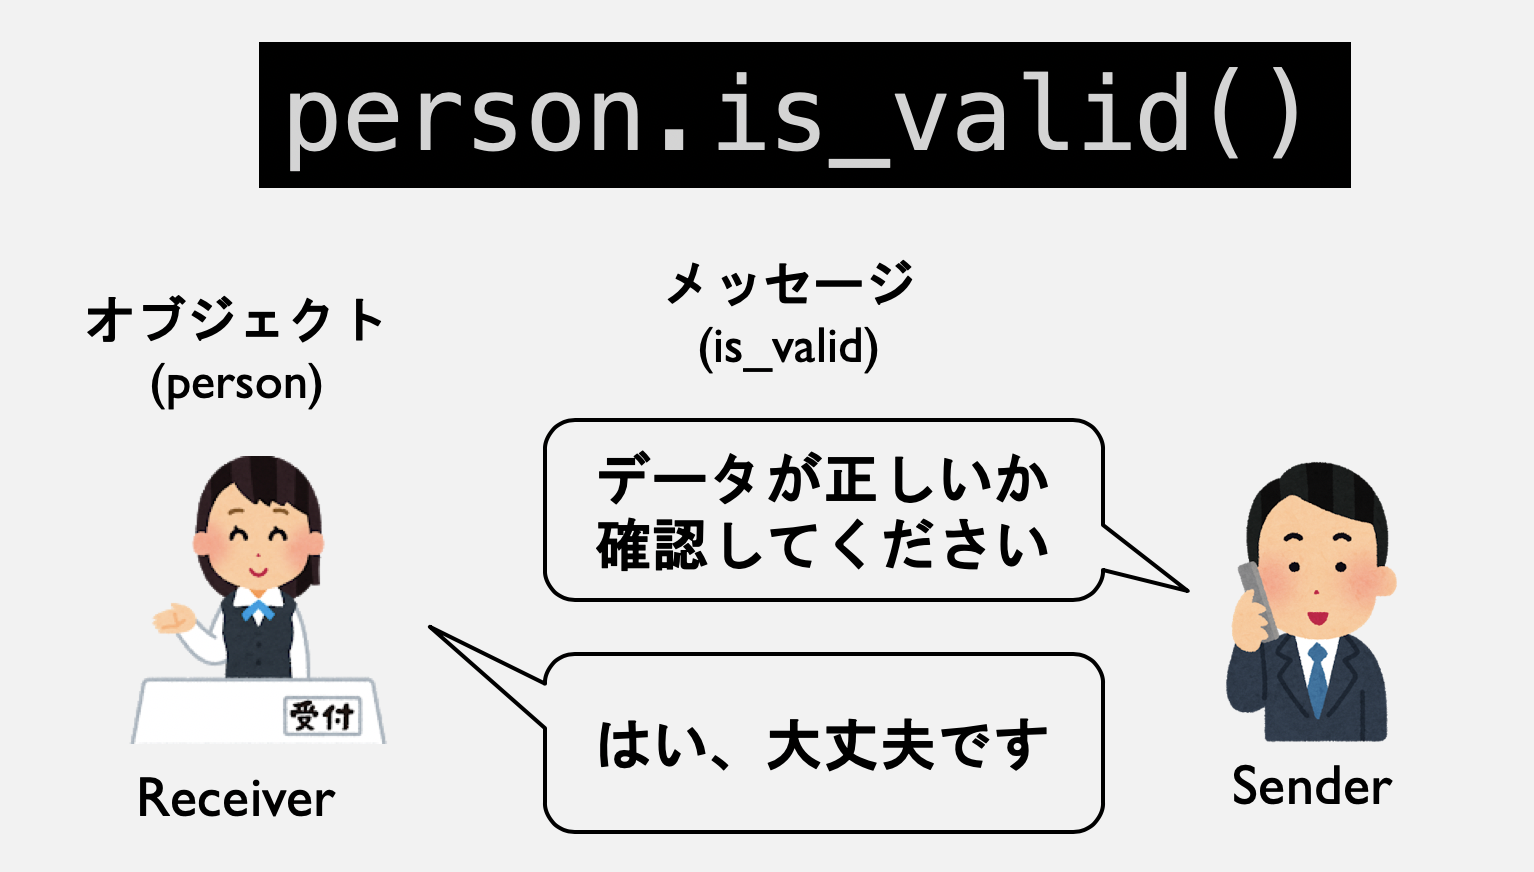 person.is_valid()
オブジェクト
(person)
メッセージ
(is_valid)
データが正しいか
確認してください
はい、大丈夫です
受付
Receiver
Sender